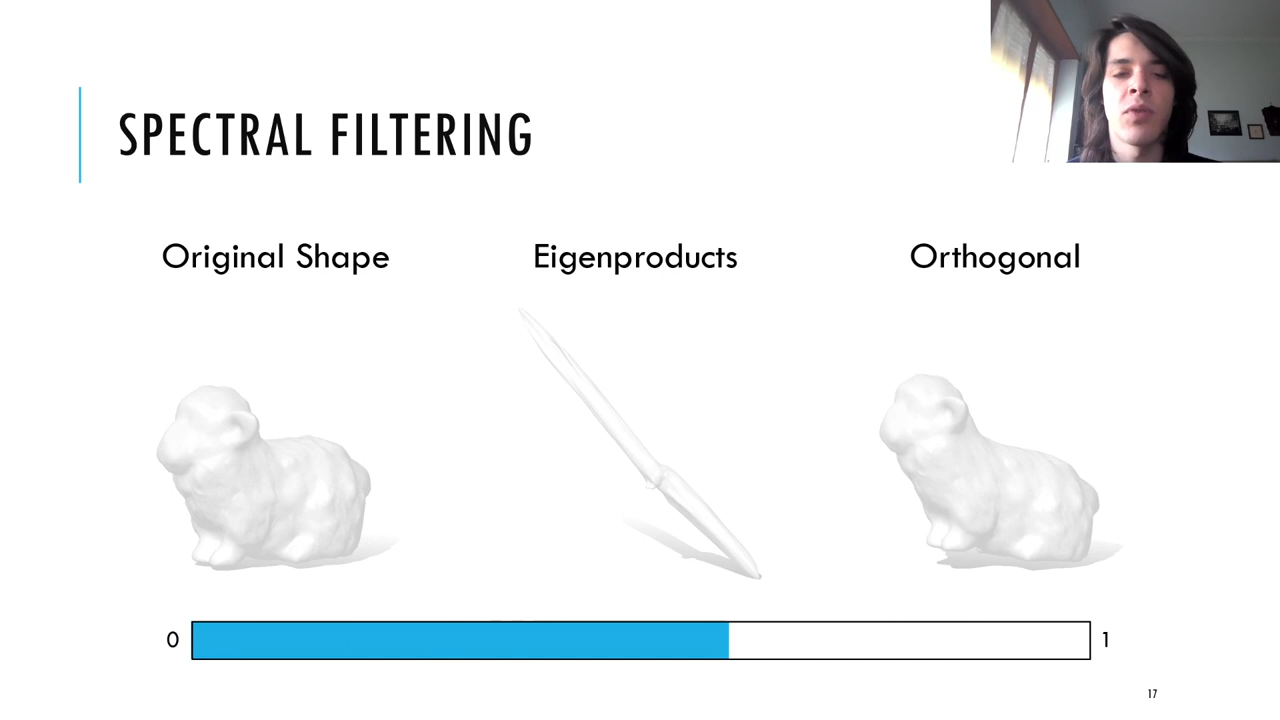 SPECTRAL FILTERING
Original Shape
Eigenproducts
Orthogonal
0
1
17